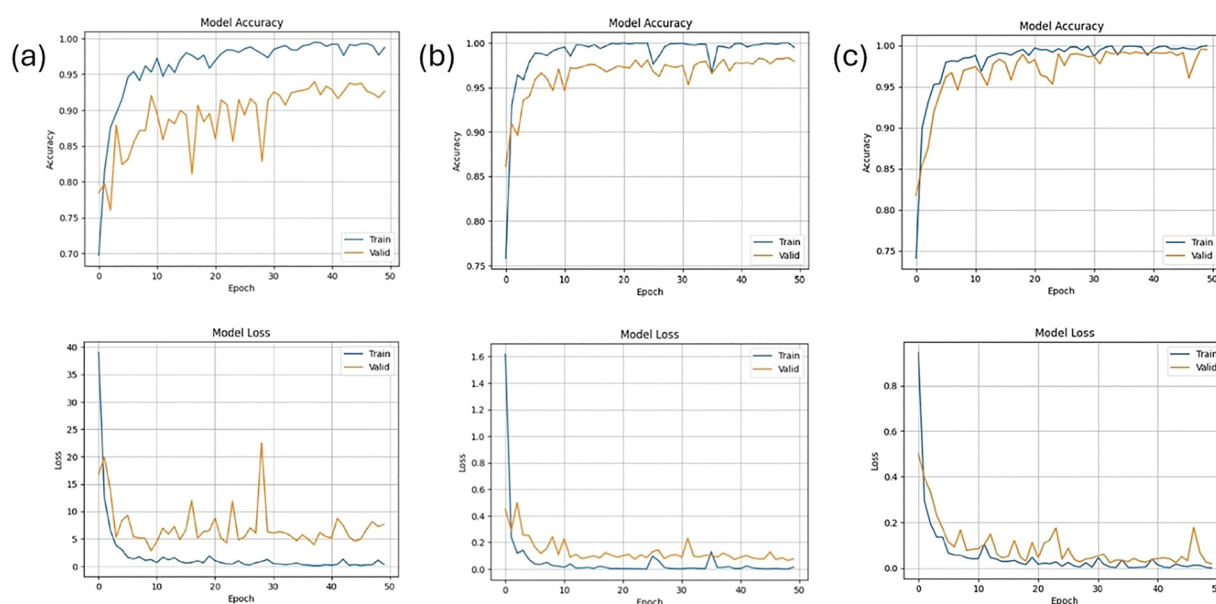 (a)
Model Accuracy
1.00
0.95
0.90
0.85
0.80
0.75
0.70
Accuracy
Train
Valid
0 10 20 30 40 50
Epoch
Model Loss
40
35
30
25
20
15
10
5
0
Loss
Train
Valid
0 10 20 30 40 50
Epoch
(b)
Model Accuracy
1.00
0.95
0.90
0.85
0.80
0.75
Accuracy
Train
Valid
0 10 20 30 40 50
Epoch
Model Loss
1.6
1.4
1.2
1.0
0.8
0.6
0.4
0.2
0.0
Loss
Train
Valid
0 10 20 30 40 50
Epoch
(c)
Model Accuracy
1.00
0.95
0.90
0.85
0.80
0.75
Accuracy
Train
Valid
0 10 20 30 40 50
Epoch
Model Loss
0.8
0.6
0.4
0.2
0.0
Loss
Train
Valid
0 10 20 30 40 50
Epoch